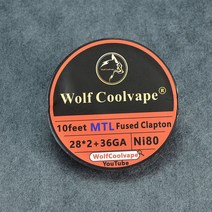 Wolf Coolvape®
10feet MTL Fused Clapton
28*2+36GA Ni80
WolfCoolvape
YouTube